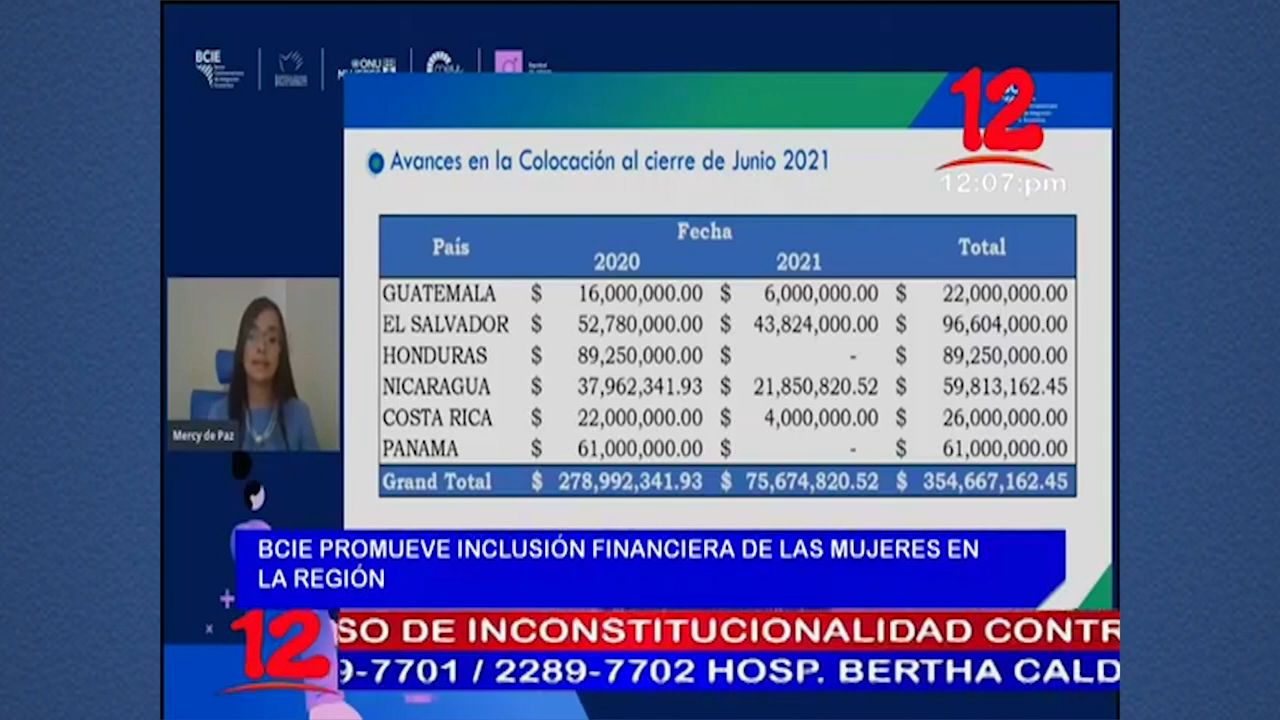 BCIE
ONU
12
12:07:pm
Avances en la Colocación al cierre de Junio 2021
País Fecha Total
2020 2021
GUATEMALA $ 16,000,000.00 $ 6,000,000.00 $ 22,000,000.00
EL SALVADOR $ 52,780,000.00 $ 43,824,000.00 $ 96,604,000.00
HONDURAS $ 89,250,000.00 $ - $ 89,250,000.00
NICARAGUA $ 37,962,341.93 $ 21,850,820.52 $ 59,813,162.45
COSTA RICA $ 22,000,000.00 $ 4,000,000.00 $ 26,000,000.00
PANAMA $ 61,000,000.00 $ - $ 61,000,000.00
Grand Total $ 278,992,341.93 $ 75,674,820.52 $ 354,667,162.45
Mercy de Paz
BCIE PROMUEVE INCLUSIÓN FINANCIERA DE LAS MUJERES EN
LA REGIÓN
12
SO DE INCONSTITUCIONALIDAD CONTR
9-7701 / 2289-7702 HOSP. BERTHA CALD